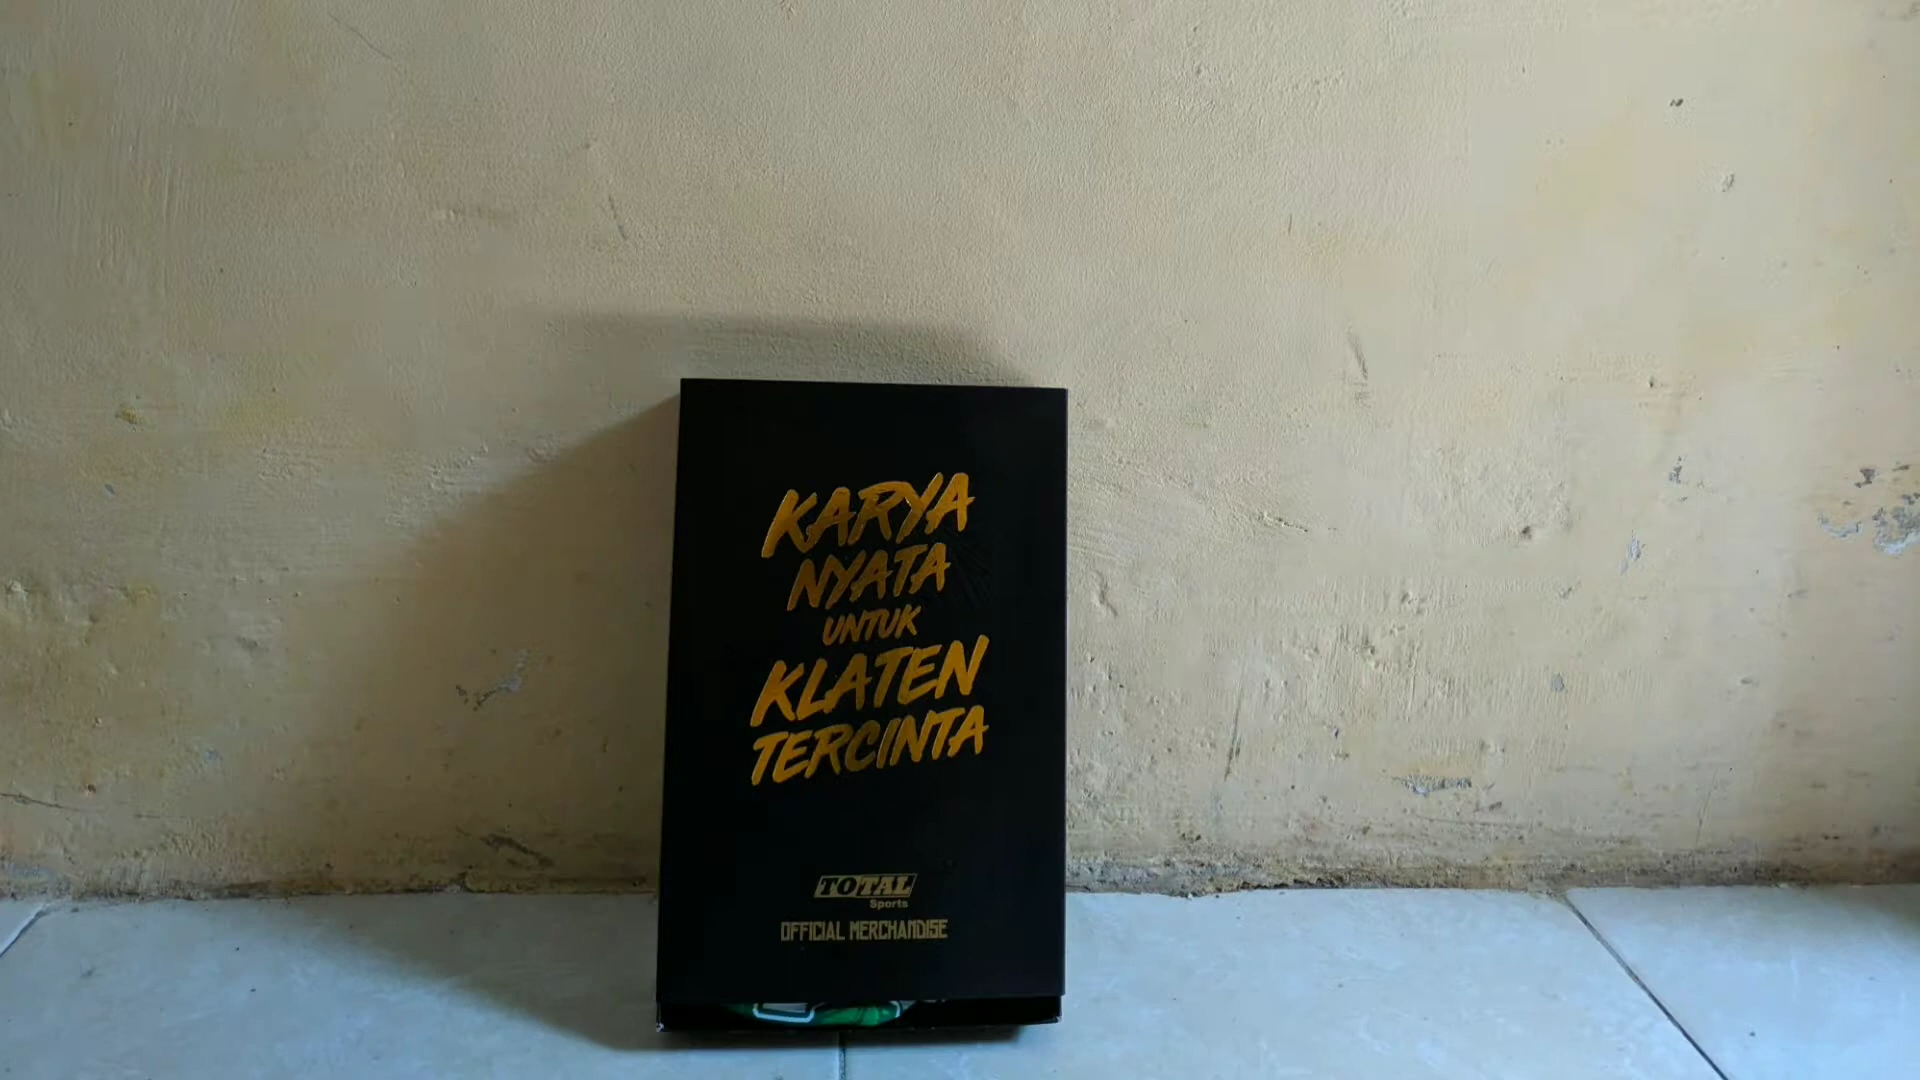 KARYA
NYATA
UNTUK
KLATEN
TERCINTA
TOTAL
Sports
OFFICIAL MERCHANDISE